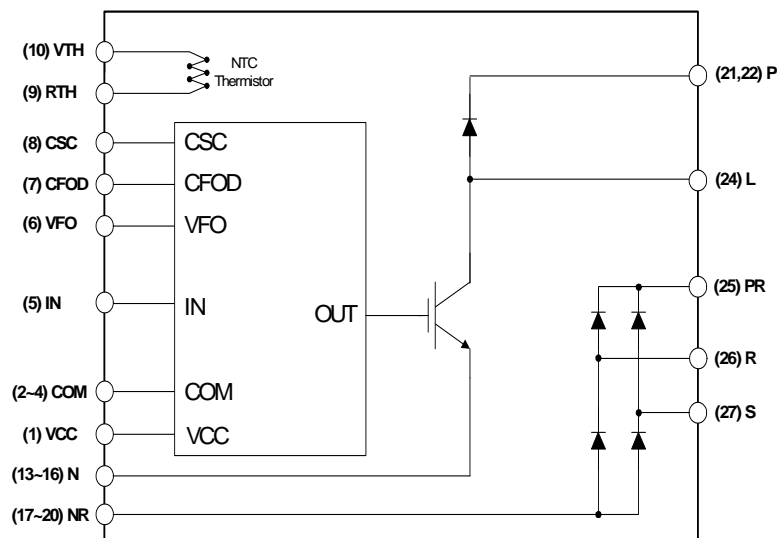 (10) VTH
NTC
Thermistor
(9) RTH
(21,22) P
(8) CSC
CSC
(7) CFOD
CFOD
(24) L
(6) VFO
VFO
(5) IN
IN
OUT
(25) PR
(26) R
(2~4) COM
COM
(27) S
(1) VCC
VCC
(13~16) N
(17~20) NR